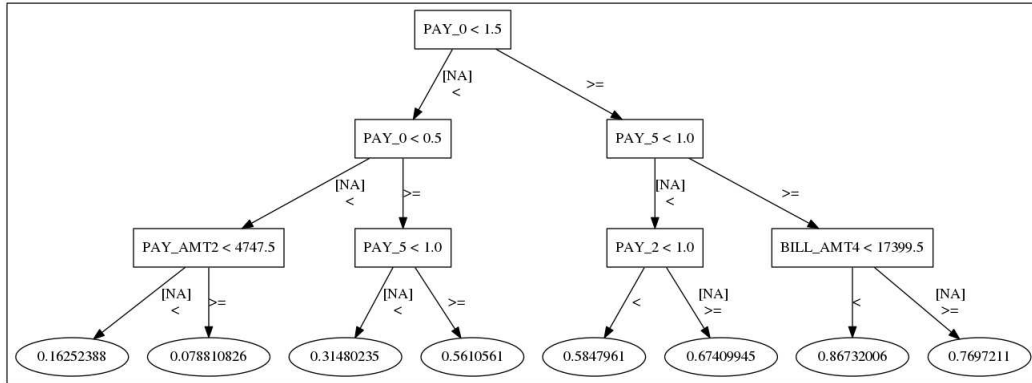 PAY_0 < 1.5
[NA]
<
>=
PAY_0 < 0.5
PAY_5 < 1.0
[NA]
<
>=
[NA]
<
>=
PAY_AMT2 < 4747.5
PAY_5 < 1.0
PAY_2 < 1.0
BILL_AMT4 < 17399.5
[NA]
<
>=
[NA]
<
>=
<
[NA]
>=
<
[NA]
>=
0.16252388
0.078810826
0.31480235
0.5610561
0.5847961
0.67409945
0.86732006
0.7697211